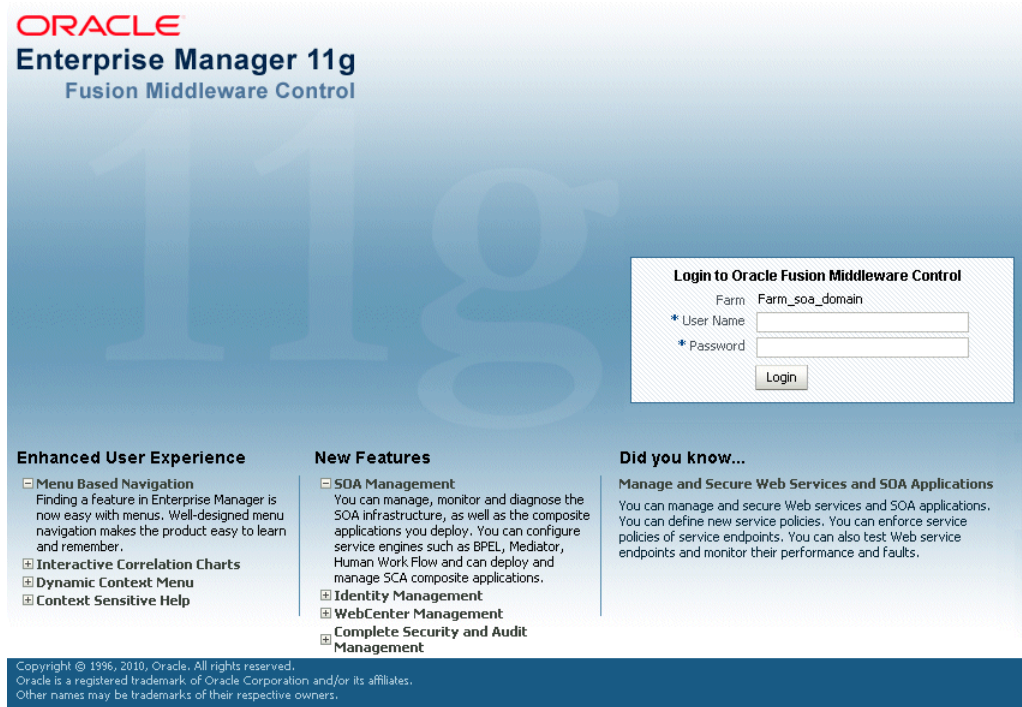 ORACLE
Enterprise Manager 11g
Fusion Middleware Control
11g
Login to Oracle Fusion Middleware Control
Farm Farm_soa_domain
* User Name
* Password
Login
Enhanced User Experience
Menu Based Navigation
Finding a feature in Enterprise Manager is
now easy with menus. Well-designed menu
navigation makes the product easy to learn
and remember.
Interactive Correlation Charts
Dynamic Context Menu
Context Sensitive Help
New Features
SOA Management
You can manage, monitor and diagnose the
SOA infrastructure, as well as the composite
applications you deploy. You can configure
service engines such as BPEL, Mediator,
Human Work Flow and can deploy and
manage SCA composite applications.
Identity Management
WebCenter Management
Complete Security and Audit
Management
Did you know...
Manage and Secure Web Services and SOA Applications
You can manage and secure Web services and SOA applications.
You can define new service policies. You can enforce service
policies of service endpoints. You can also test Web service
endpoints and monitor their performance and faults.
Copyright © 1996, 2010, Oracle. All rights reserved.
Oracle is a registered trademark of Oracle Corporation and/or its affiliates.
Other names may be trademarks of their respective owners.